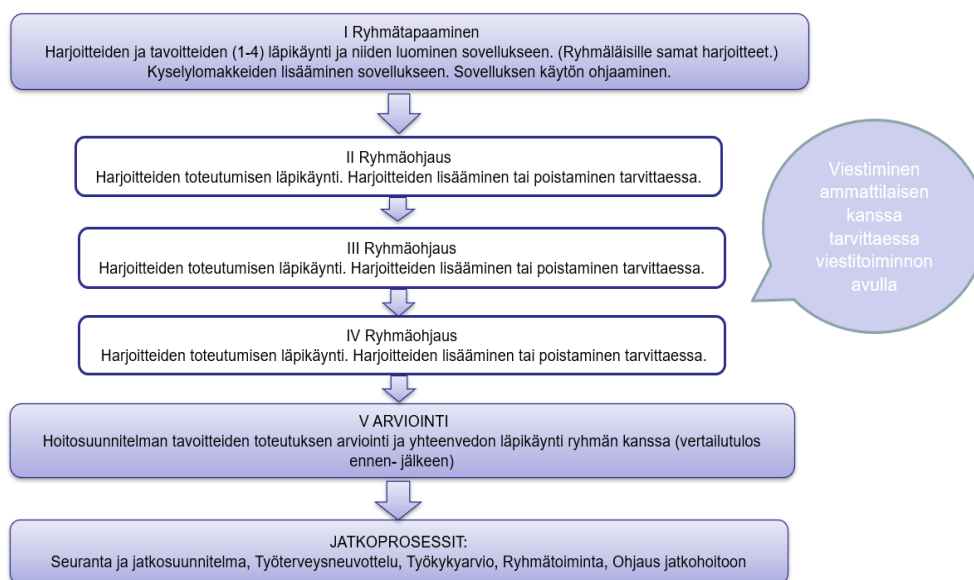 I Ryhmätapaaminen
Harjoitteiden ja tavoitteiden (1-4) läpikäynti ja niiden luominen sovellukseen. (Ryhmäläisille samat harjoitteet.)
Kyselylomakkeiden lisääminen sovellukseen. Sovelluksen käytön ohjaaminen.
II Ryhmäohjaus
Harjoitteiden toteutumisen läpikäynti. Harjoitteiden lisääminen tai poistaminen tarvittaessa.
III Ryhmäohjaus
Harjoitteiden toteutumisen läpikäynti. Harjoitteiden lisääminen tai poistaminen tarvittaessa.
IV Ryhmäohjaus
Harjoitteiden toteutumisen läpikäynti. Harjoitteiden lisääminen tai poistaminen tarvittaessa.
V ARVIOINTI
Hoitosuunnitelman tavoitteiden toteutuksen arviointi ja yhteenvedon läpikäynti ryhmän kanssa (vertailutulos
ennen- jälkeen)
JATKOPROSESSIT:
Seuranta ja jatkosuunnitelma, Työterveysneuvottelu, Työkykyarvio, Ryhmätoiminta, Ohjaus jatkohoitoon
Viestiminen
ammattilaisen
kanssa
tarvittaessa
viestitoiminnon
avulla